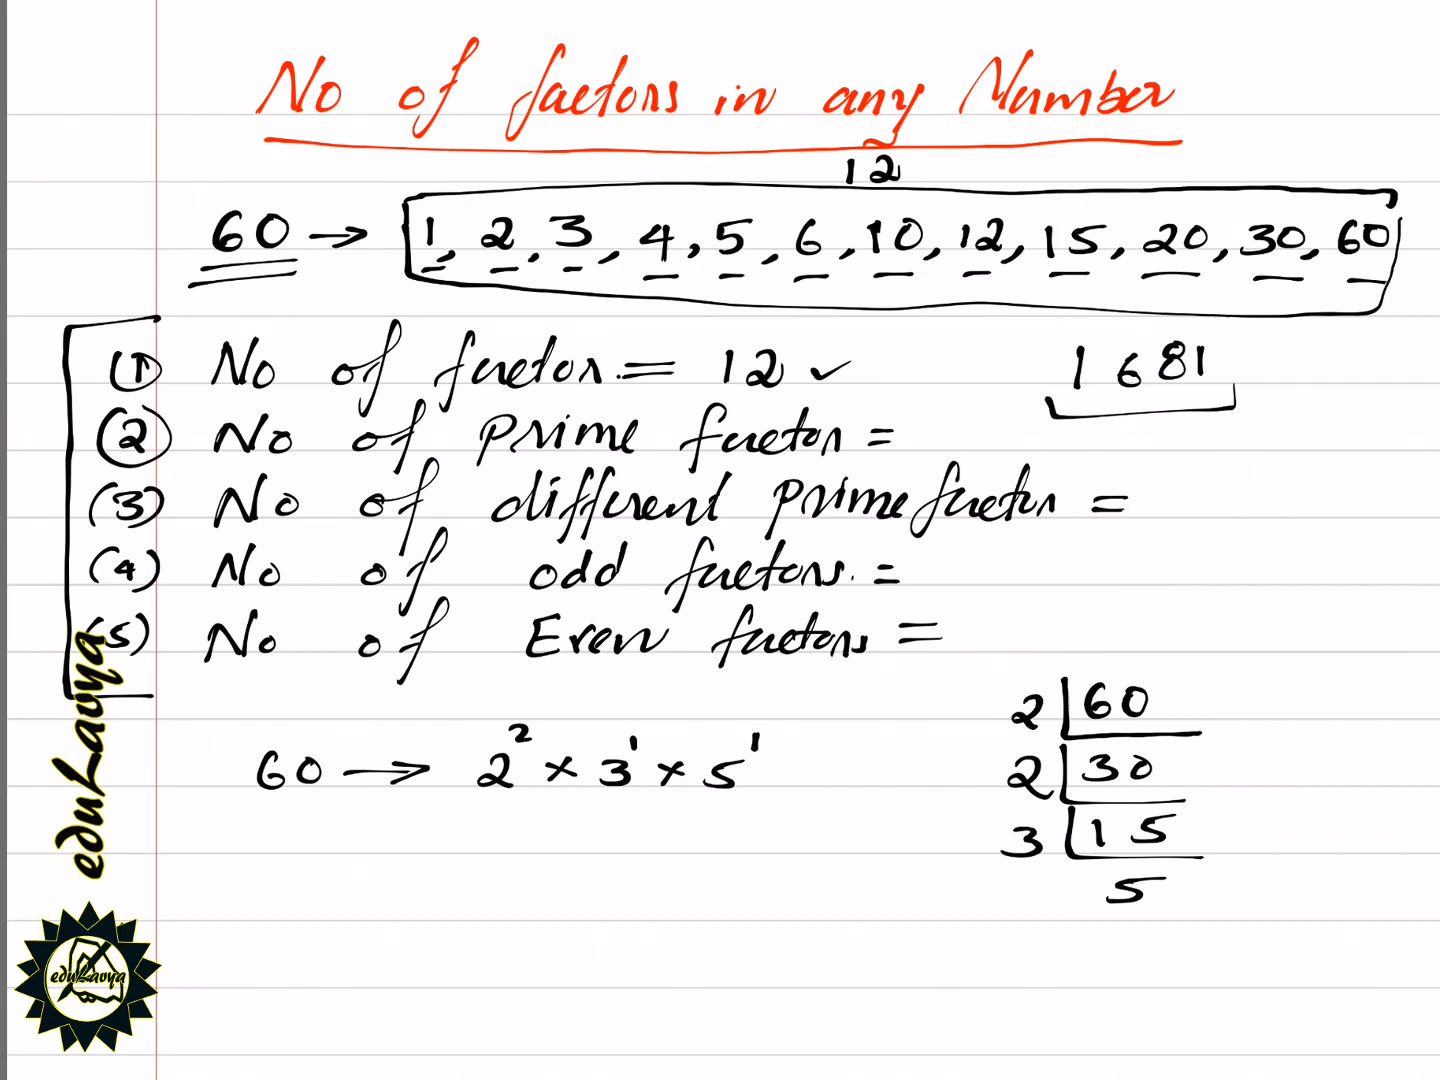 No of factors in any Number
12
60 → 1, 2, 3, 4, 5, 6, 10, 12, 15, 20, 30, 60
(1) No of factor = 12 ✓
1681
(2) No of prime factor =
(3) No of different prime factor =
(4) No of odd factors. =
(5) No of Even factors =
60 → 2² × 3¹ × 5¹
2 | 60
2 | 30
3 | 15
5
eduLavya
eduLavya